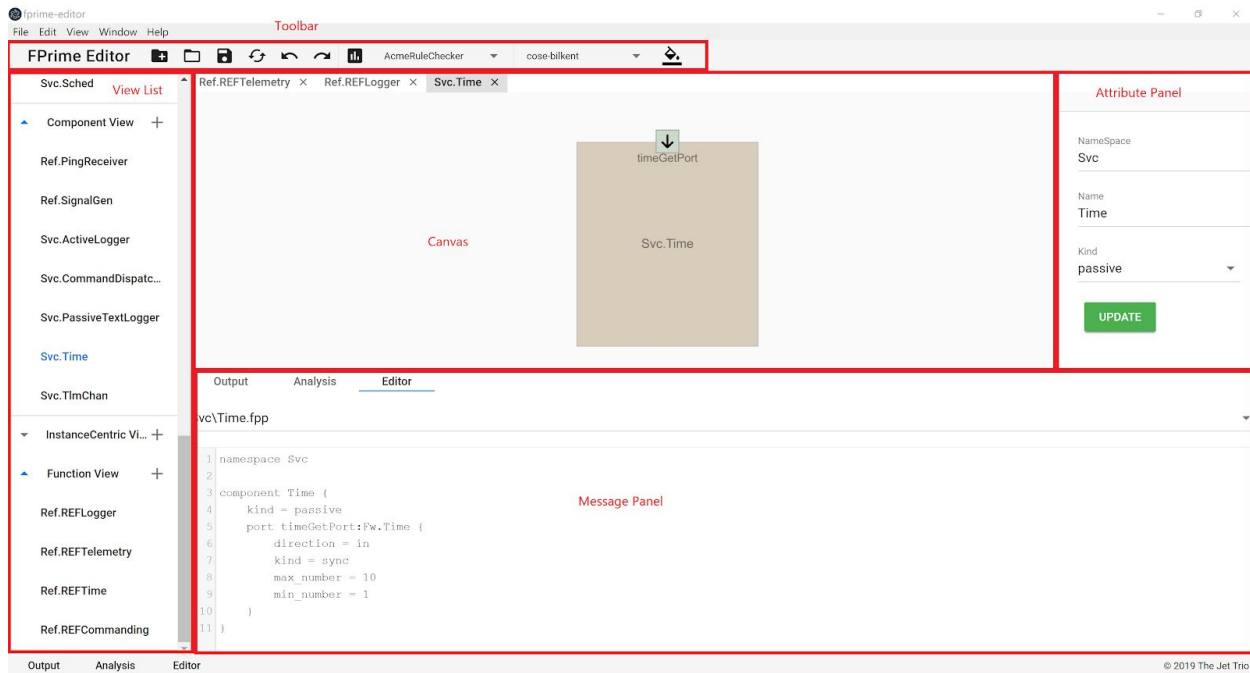 fprime-editor
File Edit View Window Help
Toolbar
FPrime Editor
AcmeRuleChecker
cose-bilkent
Svc.Sched
View List
Component View
Ref.PingReceiver
Ref.SignalGen
Svc.ActiveLogger
Svc.CommandDispatc...
Svc.PassiveTextLogger
Svc.Time
Svc.TlmChan
InstanceCentric Vi...
Function View
Ref.REFLogger
Ref.REFTelemetry
Ref.REFTime
Ref.REFCommanding
Ref.REFTelemetry × Ref.REFLogger × Svc.Time ×
timeGetPort
Svc.Time
Canvas
Attribute Panel
NameSpace
Svc
Name
Time
Kind
passive
UPDATE
Output Analysis Editor
vc\Time.fpp
1 namespace Svc
2
3 component Time {
4 kind = passive
5 port timeGetPort:Fw.Time {
6 direction = in
7 kind = sync
8 max_number = 10
9 min_number = 1
10 }
11 }
Message Panel
Output Analysis Editor
© 2019 The Jet Trio